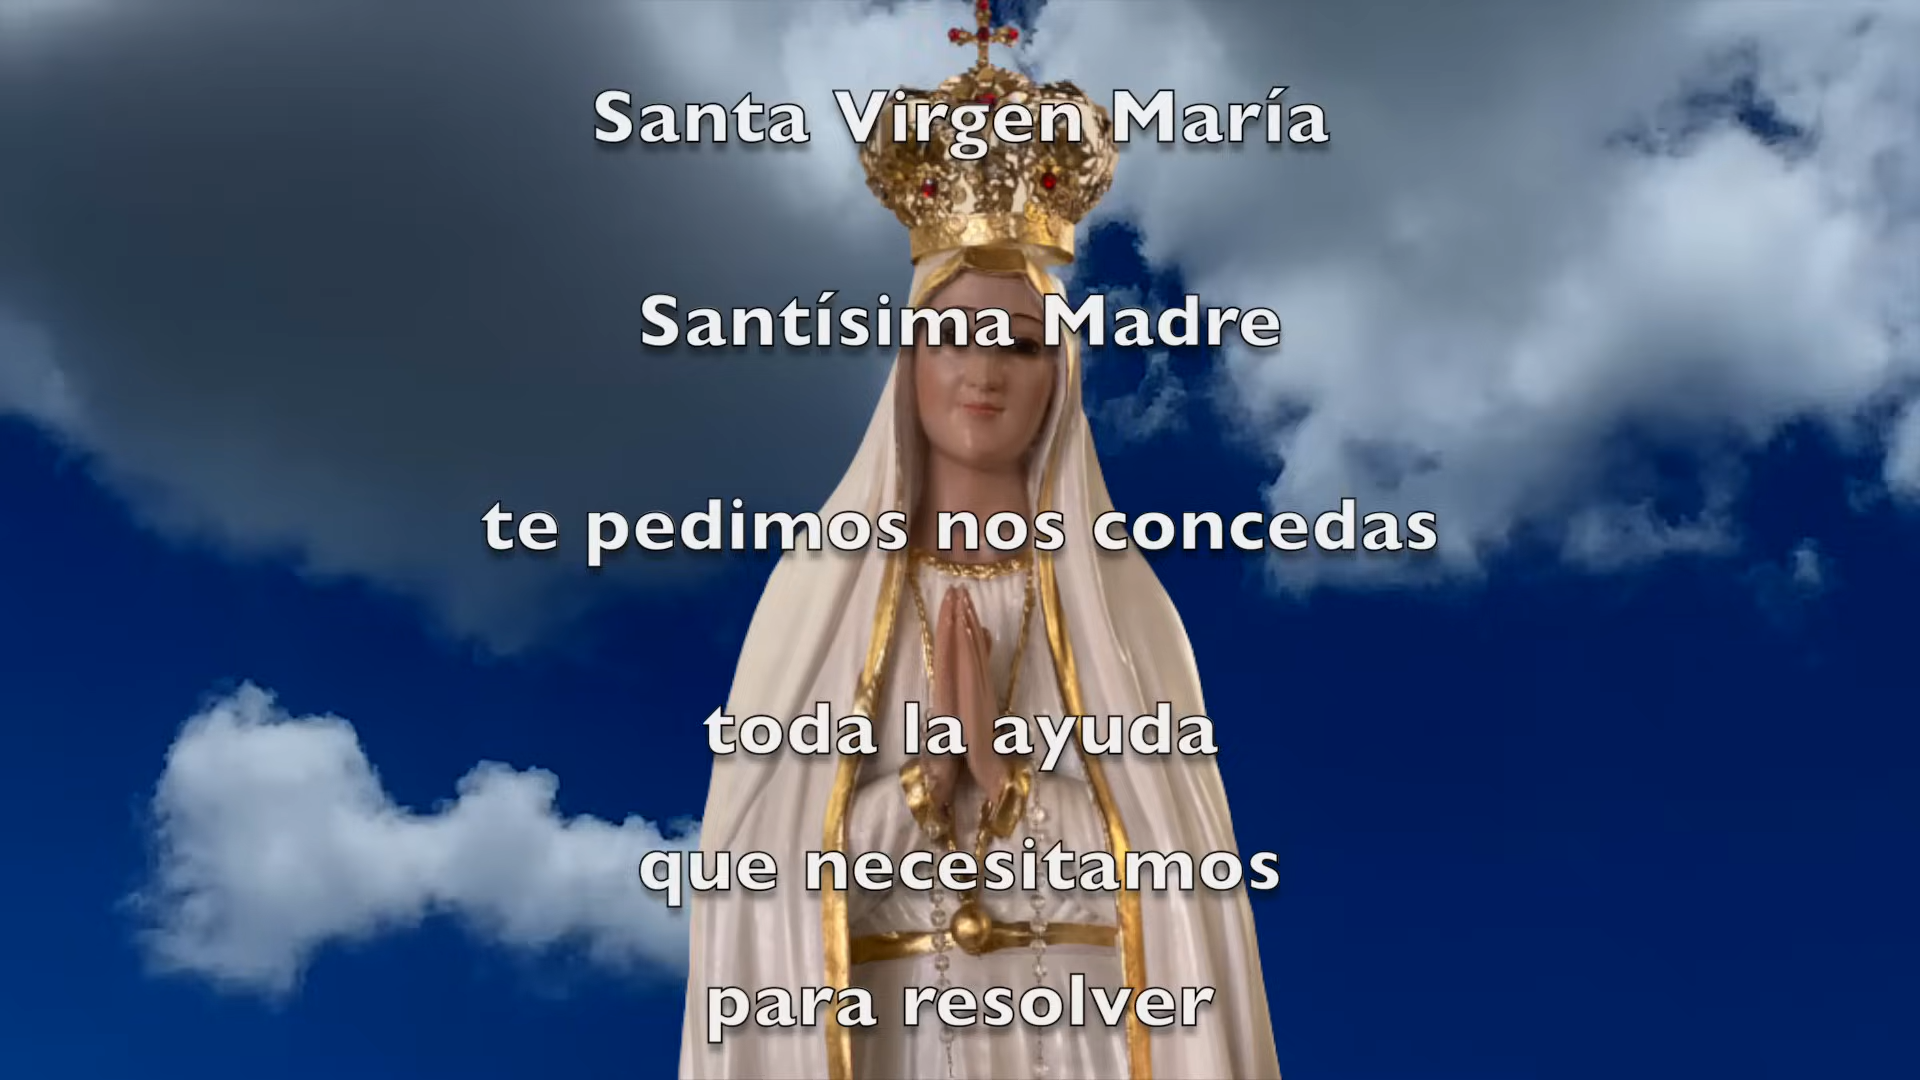 Santa Virgen María
Santísima Madre
te pedimos nos concedas
toda la ayuda
que necesitamos
para resolver